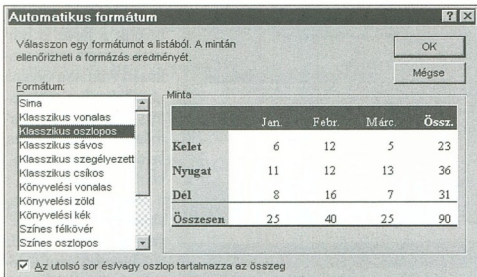 Automatikus formátum
Válasszon egy formátumot a listából. A mintán
ellenőrizheti a formázás eredményét.
OK
Mégse
Formátum:
Sima
Klasszikus vonalas
Klasszikus oszlopos
Klasszikus sávos
Klasszikus szegélyezett
Klasszikus csíkos
Könyvelési vonalas
Könyvelési zöld
Könyvelési kék
Színes félkövér
Színes oszlopos
Minta
Jan. Febr. Márc. Össz.
Kelet 6 12 5 23
Nyugat 11 12 13 36
Dél 8 16 7 31
Összesen 25 40 25 90
Az utolsó sor és/vagy oszlop tartalmazza az összeg